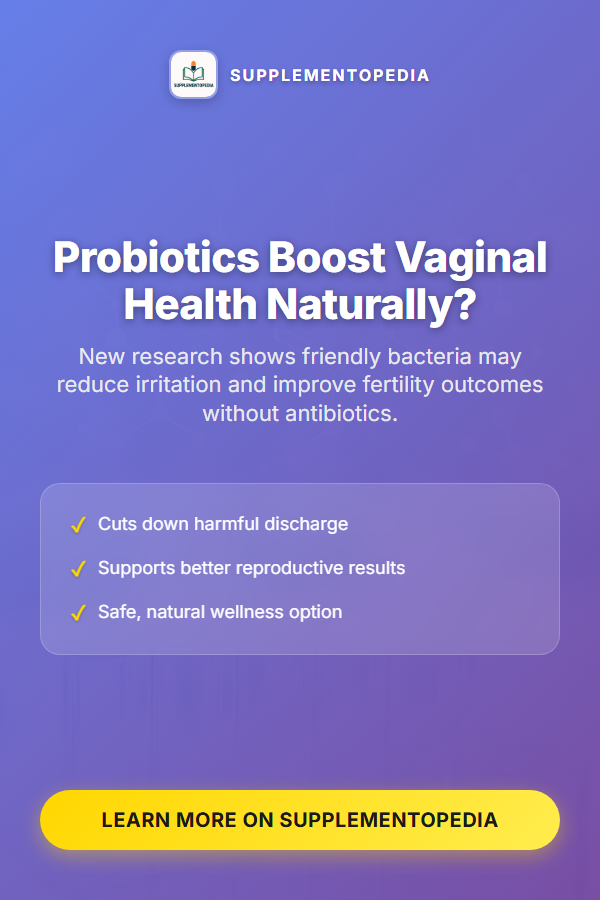 SUPPLEMENTOPEDIA
SUPPLEMENTOPEDIA
Probiotics Boost Vaginal
Health Naturally?
New research shows friendly bacteria may
reduce irritation and improve fertility outcomes
without antibiotics.
✓ Cuts down harmful discharge
✓ Supports better reproductive results
✓ Safe, natural wellness option
LEARN MORE ON SUPPLEMENTOPEDIA